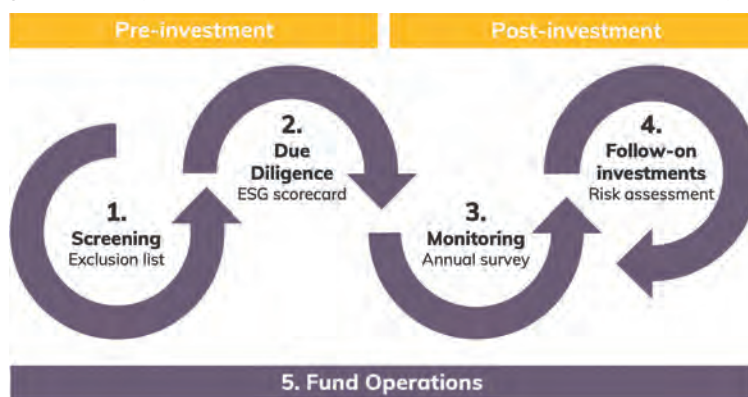 Pre-investment
Post-investment
1.
Screening
Exclusion list
2.
Due
Diligence
ESG scorecard
3.
Monitoring
Annual survey
4.
Follow-on
investments
Risk assessment
5. Fund Operations